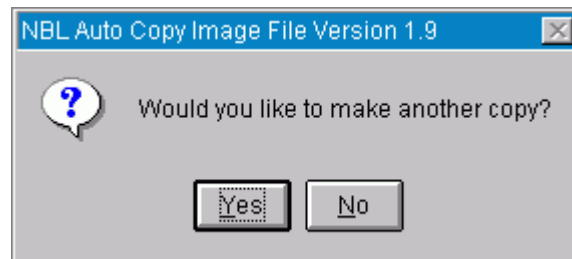 NBL Auto Copy Image File Version 1.9
Would you like to make another copy?
Yes No